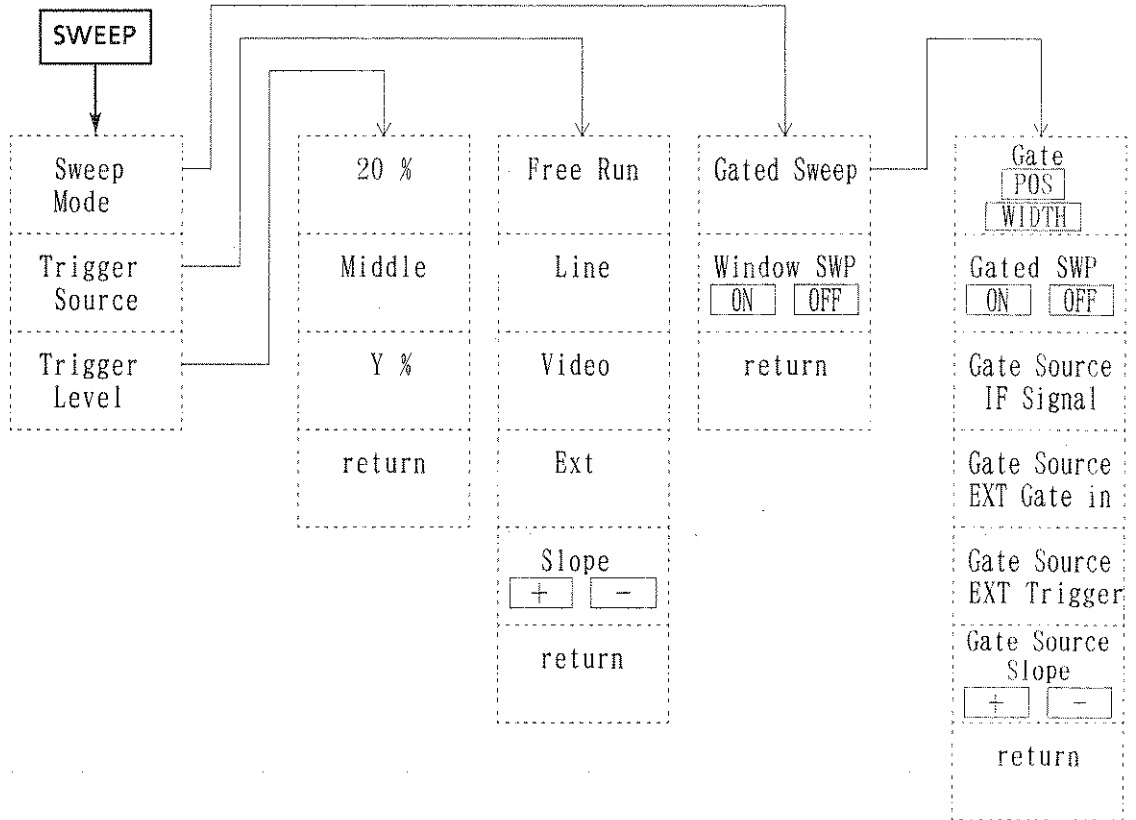 SWEEP
Sweep
Mode
Trigger
Source
Trigger
Level
20 %
Middle
Y %
return
Free Run
Line
Video
Ext
Slope
+ -
return
Gated Sweep
Window SWP
ON OFF
return
Gate
POS
WIDTH
Gated SWP
ON OFF
Gate Source
IF Signal
Gate Source
EXT Gate in
Gate Source
EXT Trigger
Gate Source
Slope
+ -
return